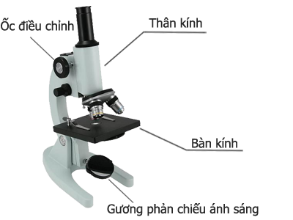 Ốc điều chỉnh
Thân kính
Bàn kính
Gương phản chiếu ánh sáng